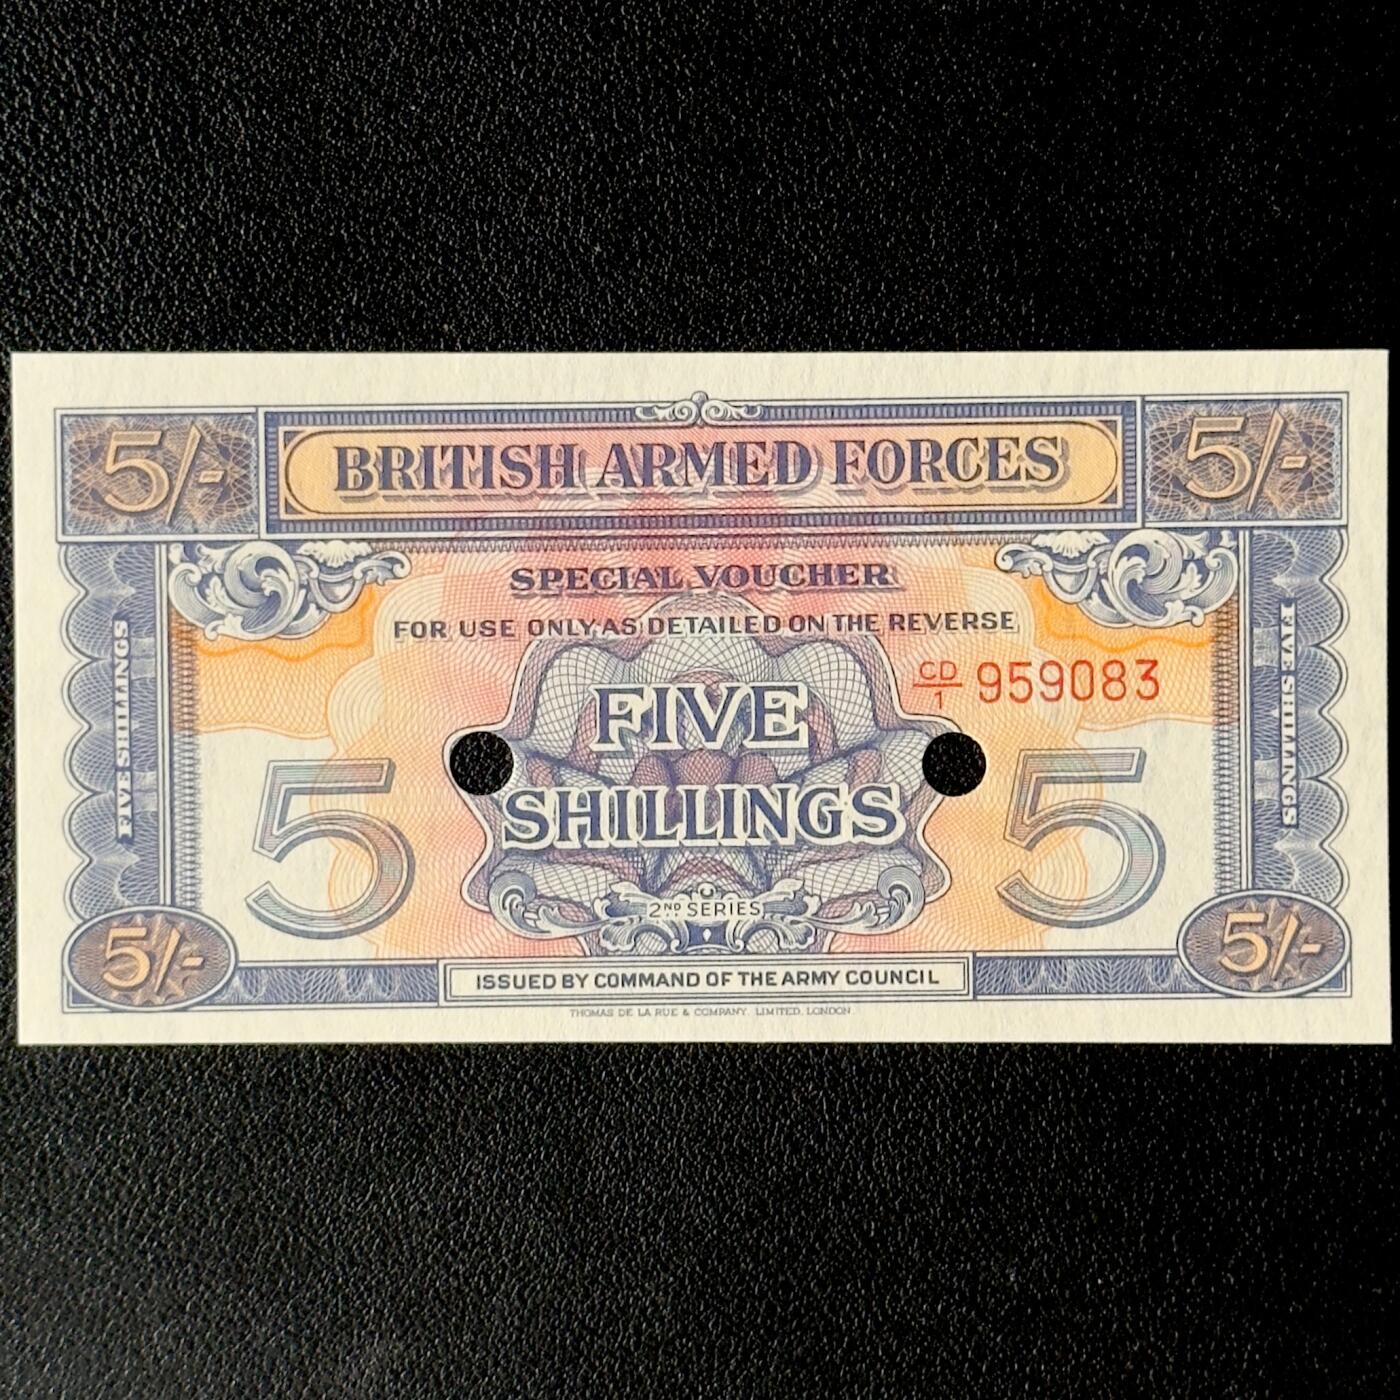 5/- BRITISH ARMED FORCES 5/-
SPECIAL VOUCHER
FOR USE ONLY AS DETAILED ON THE REVERSE
CD/1 959083
FIVE SHILLINGS
FIVE SHILLINGS
5 FIVE 5
SHILLINGS
2ND SERIES
5/- 5/-
ISSUED BY COMMAND OF THE ARMY COUNCIL
THOMAS DE LA RUE & COMPANY, LIMITED, LONDON.